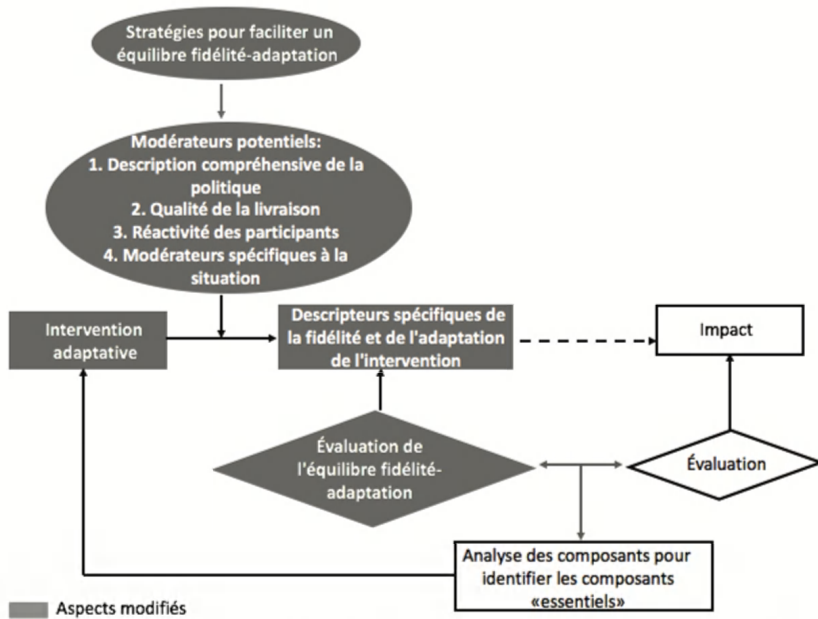 Stratégies pour faciliter un
équilibre fidélité-adaptation
Modérateurs potentiels:
1. Description compréhensive de la
politique
2. Qualité de la livraison
3. Réactivité des participants
4. Modérateurs spécifiques à la
situation
Intervention
adaptative
Descripteurs spécifiques de
la fidélité et de l'adaptation
de l'intervention
Impact
Évaluation de
l'équilibre fidélité-
adaptation
Évaluation
Analyse des composants pour
identifier les composants
«essentiels»
Aspects modifiés